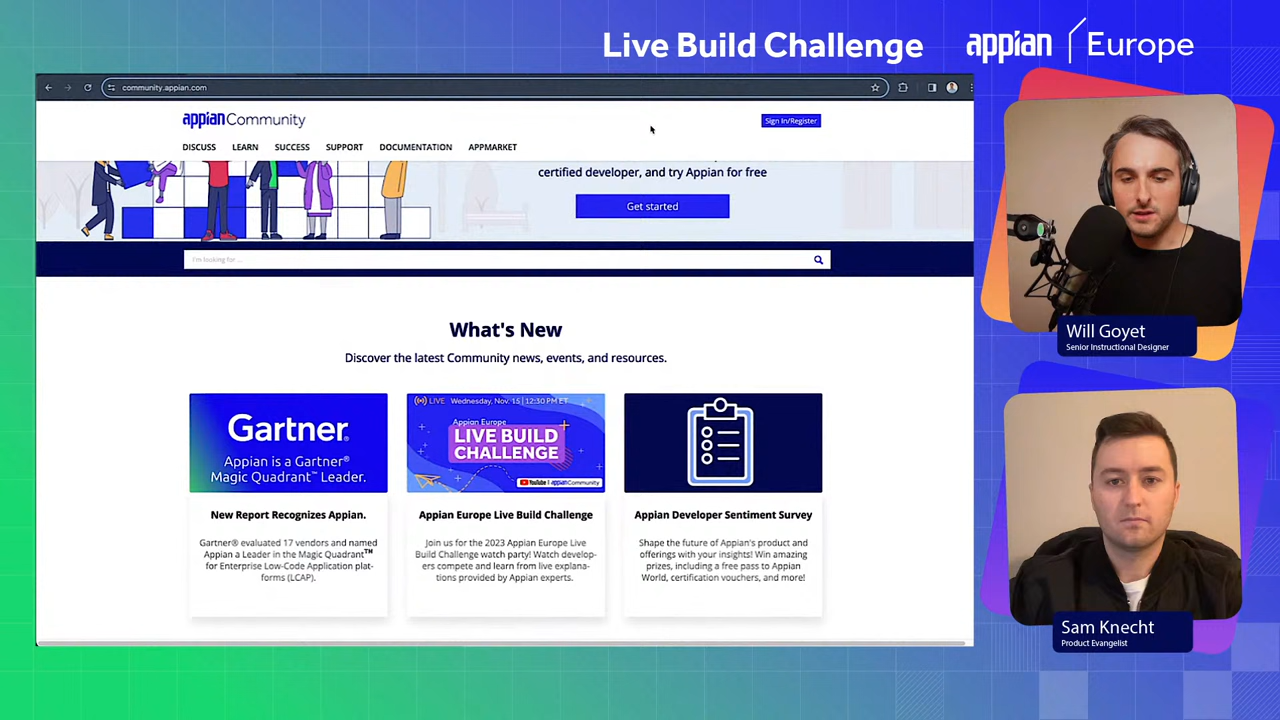 Live Build Challenge
appian Europe
community.appian.com
appian Community
Sign In/Register
DISCUSS LEARN SUCCESS SUPPORT DOCUMENTATION APPMARKET
certified developer, and try Appian for free
Get started
I'm looking for ...
What's New
Discover the latest Community news, events, and resources.
Gartner®
Appian is a Gartner®
Magic Quadrant™ Leader.
New Report Recognizes Appian.
Gartner® evaluated 17 vendors and named
Appian a Leader in the Magic Quadrant™
for Enterprise Low-Code Application plat-
forms (LCAP).
LIVE Wednesday, Nov. 15 | 12:30 PM ET
Appian Europe
LIVE BUILD
CHALLENGE
YouTube | appian Community
Appian Europe Live Build Challenge
Join us for the 2023 Appian Europe Live
Build Challenge watch party! Watch develop-
ers compete and learn from live explana-
tions provided by Appian experts.
Appian Developer Sentiment Survey
Shape the future of Appian's product and
offerings with your insights! Win amazing
prizes, including a free pass to Appian
World, certification vouchers, and more!
Will Goyet
Senior Instructional Designer
Sam Knecht
Product Evangelist